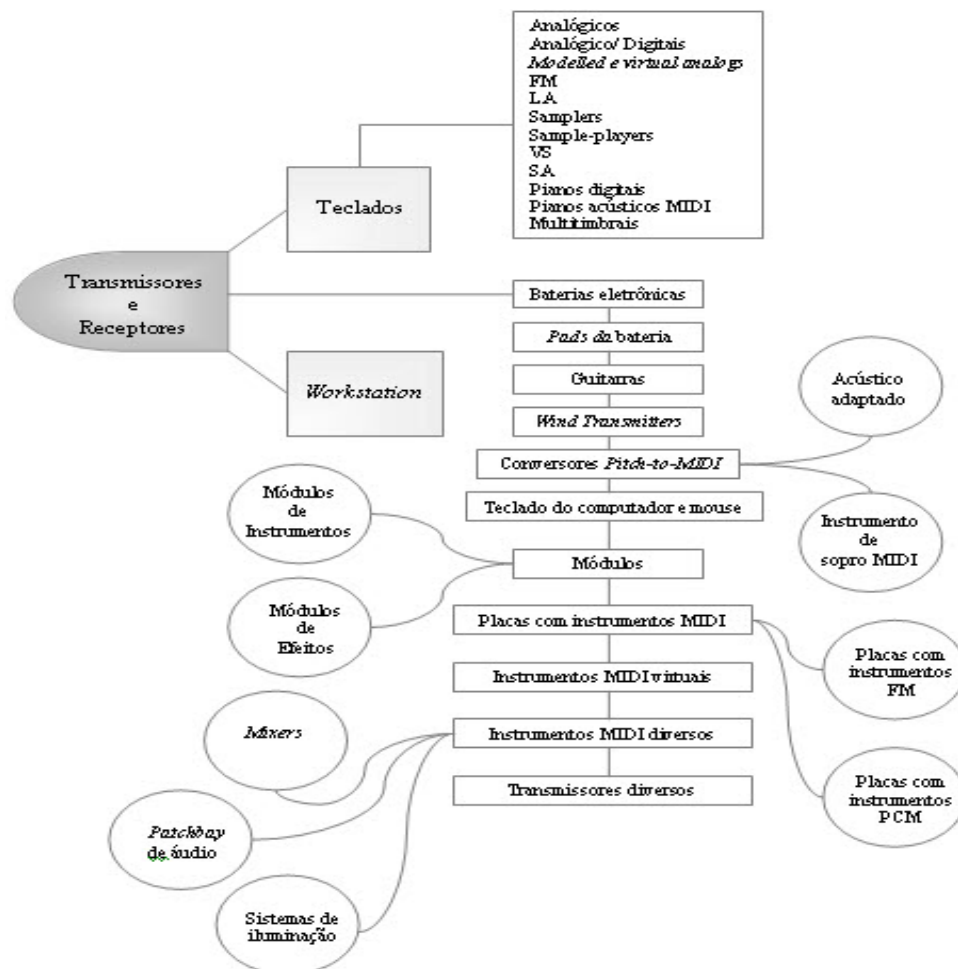 Analógicos
Analógico/ Digitais
Modelled e virtual analogs
FM
LA
Samplers
Sample-players
VS
SA
Pianos digitais
Pianos acústicos MIDI
Multitimbrais
Teclados
Transmissores
e
Receptores
Workstation
Baterias eletrônicas
Pads da bateria
Guitarras
Wind Transmitters
Conversores Pitch-to-MIDI
Acústico
adaptado
Instrumento
de
sopro MIDI
Teclado do computador e mouse
Módulos
de
Instrumentos
Módulos
Módulos
de
Efeitos
Placas com instrumentos MIDI
Placas com
instrumentos
FM
Placas com
instrumentos
PCM
Instrumentos MIDI virtuais
Instrumentos MIDI diversos
Mixers
Patchbay
de áudio
Sistemas de
iluminação
Transmissores diversos